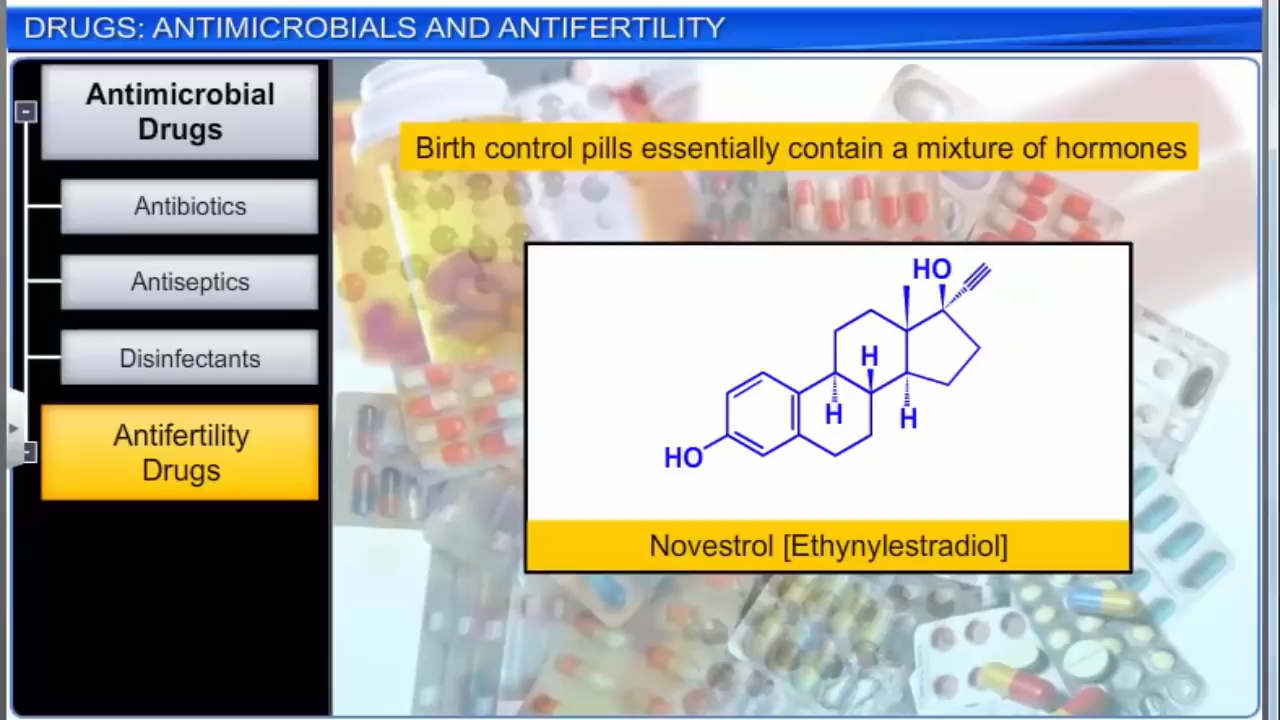 DRUGS: ANTIMICROBIALS AND ANTIFERTILITY
Antimicrobial
Drugs
Antibiotics
Antiseptics
Disinfectants
Antifertility
Drugs
Birth control pills essentially contain a mixture of hormones
HO
H
H
H
HO
Novestrol [Ethynylestradiol]